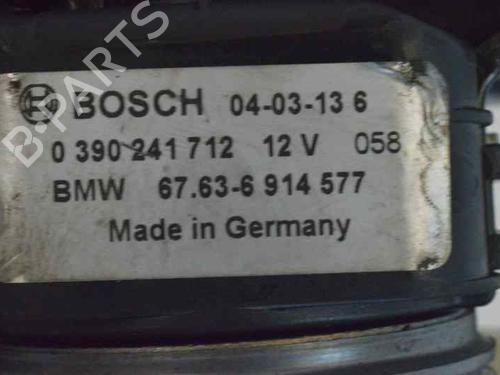 BOSCH 04-03-13 6
0 390 241 712 12 V 058
BMW 67.63-6 914 577
Made in Germany
B-PARTS